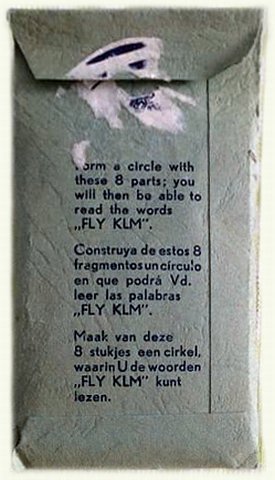 Form a circle with
these 8 parts; you
will then be able to
read the words
„FLY KLM".
Construya de estos 8
fragmentos un círculo
en que podrá Vd.
leer las palabras
„FLY KLM".
Maak van deze
8 stukjes een cirkel,
waarin U de woorden
„FLY KLM" kunt
lezen.